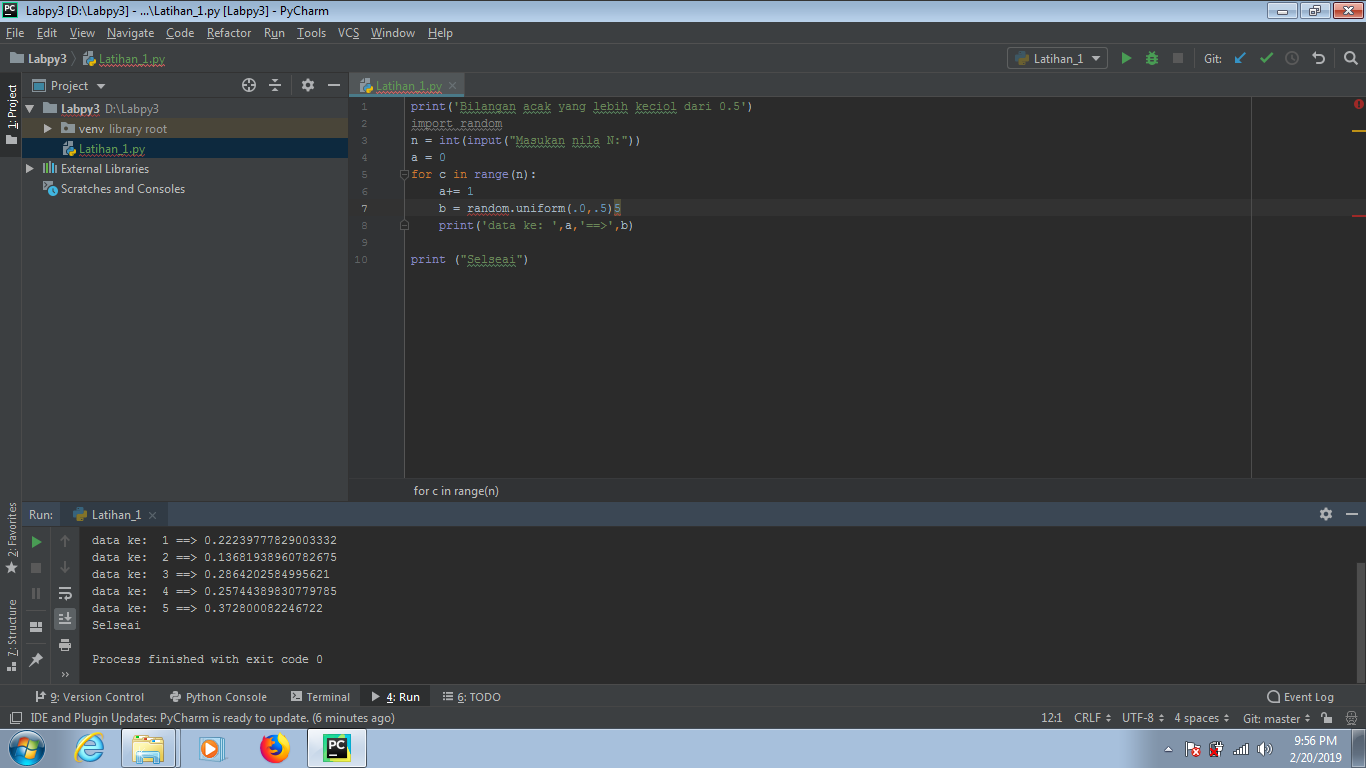 Labpy3 [D:\Labpy3] - ...\Latihan_1.py [Labpy3] - PyCharm
File Edit View Navigate Code Refactor Run Tools VCS Window Help
Labpy3 Latihan_1.py Latihan_1 Git:
1: Project
Project
Labpy3 D:\Labpy3
venv library root
Latihan_1.py
External Libraries
Scratches and Consoles
Latihan_1.py
1 print('Bilangan acak yang lebih keciol dari 0.5')
2 import random
3 n = int(input("Masukan nila N:"))
4 a = 0
5 for c in range(n):
6 a+= 1
7 b = random.uniform(.0,.5)5
8 print('data ke: ',a,'==>',b)
9
10 print ("Selseai")
for c in range(n)
2: Favorites
7: Structure
Run: Latihan_1
data ke:  1 ==> 0.22239777829003332
data ke:  2 ==> 0.13681938960782675
data ke:  3 ==> 0.2864202584995621
data ke:  4 ==> 0.25744389830779785
data ke:  5 ==> 0.372800082246722
Selseai
Process finished with exit code 0
9: Version Control Python Console Terminal 4: Run 6: TODO Event Log
IDE and Plugin Updates: PyCharm is ready to update. (6 minutes ago) 12:1 CRLF UTF-8 4 spaces Git: master
PC
9:56 PM
2/20/2019